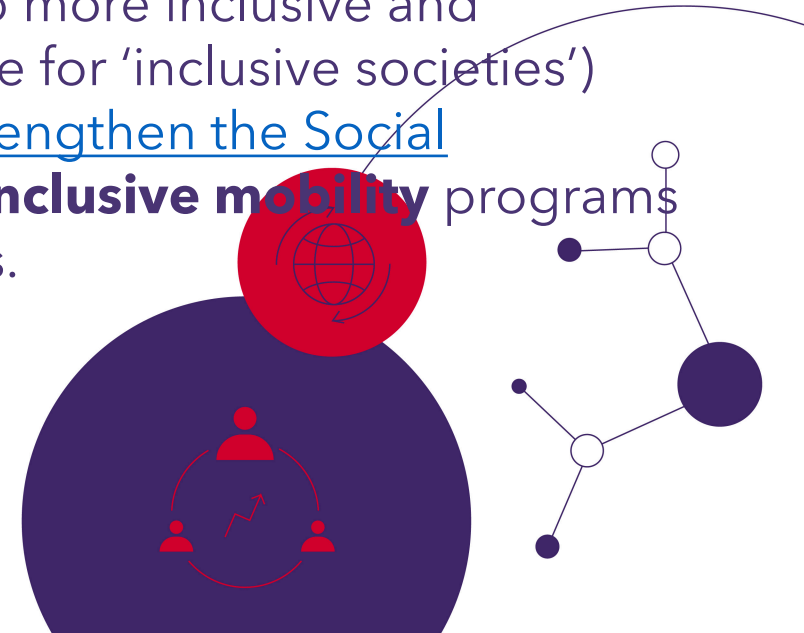 more inclusive and
e for ‘inclusive societies’)
engthen the Social
nclusive mobility programs
s.